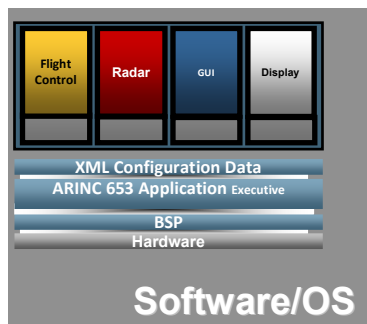 Flight
Control
Radar
GUI
Display
XML Configuration Data
ARINC 653 Application Executive
BSP
Hardware
Software/OS